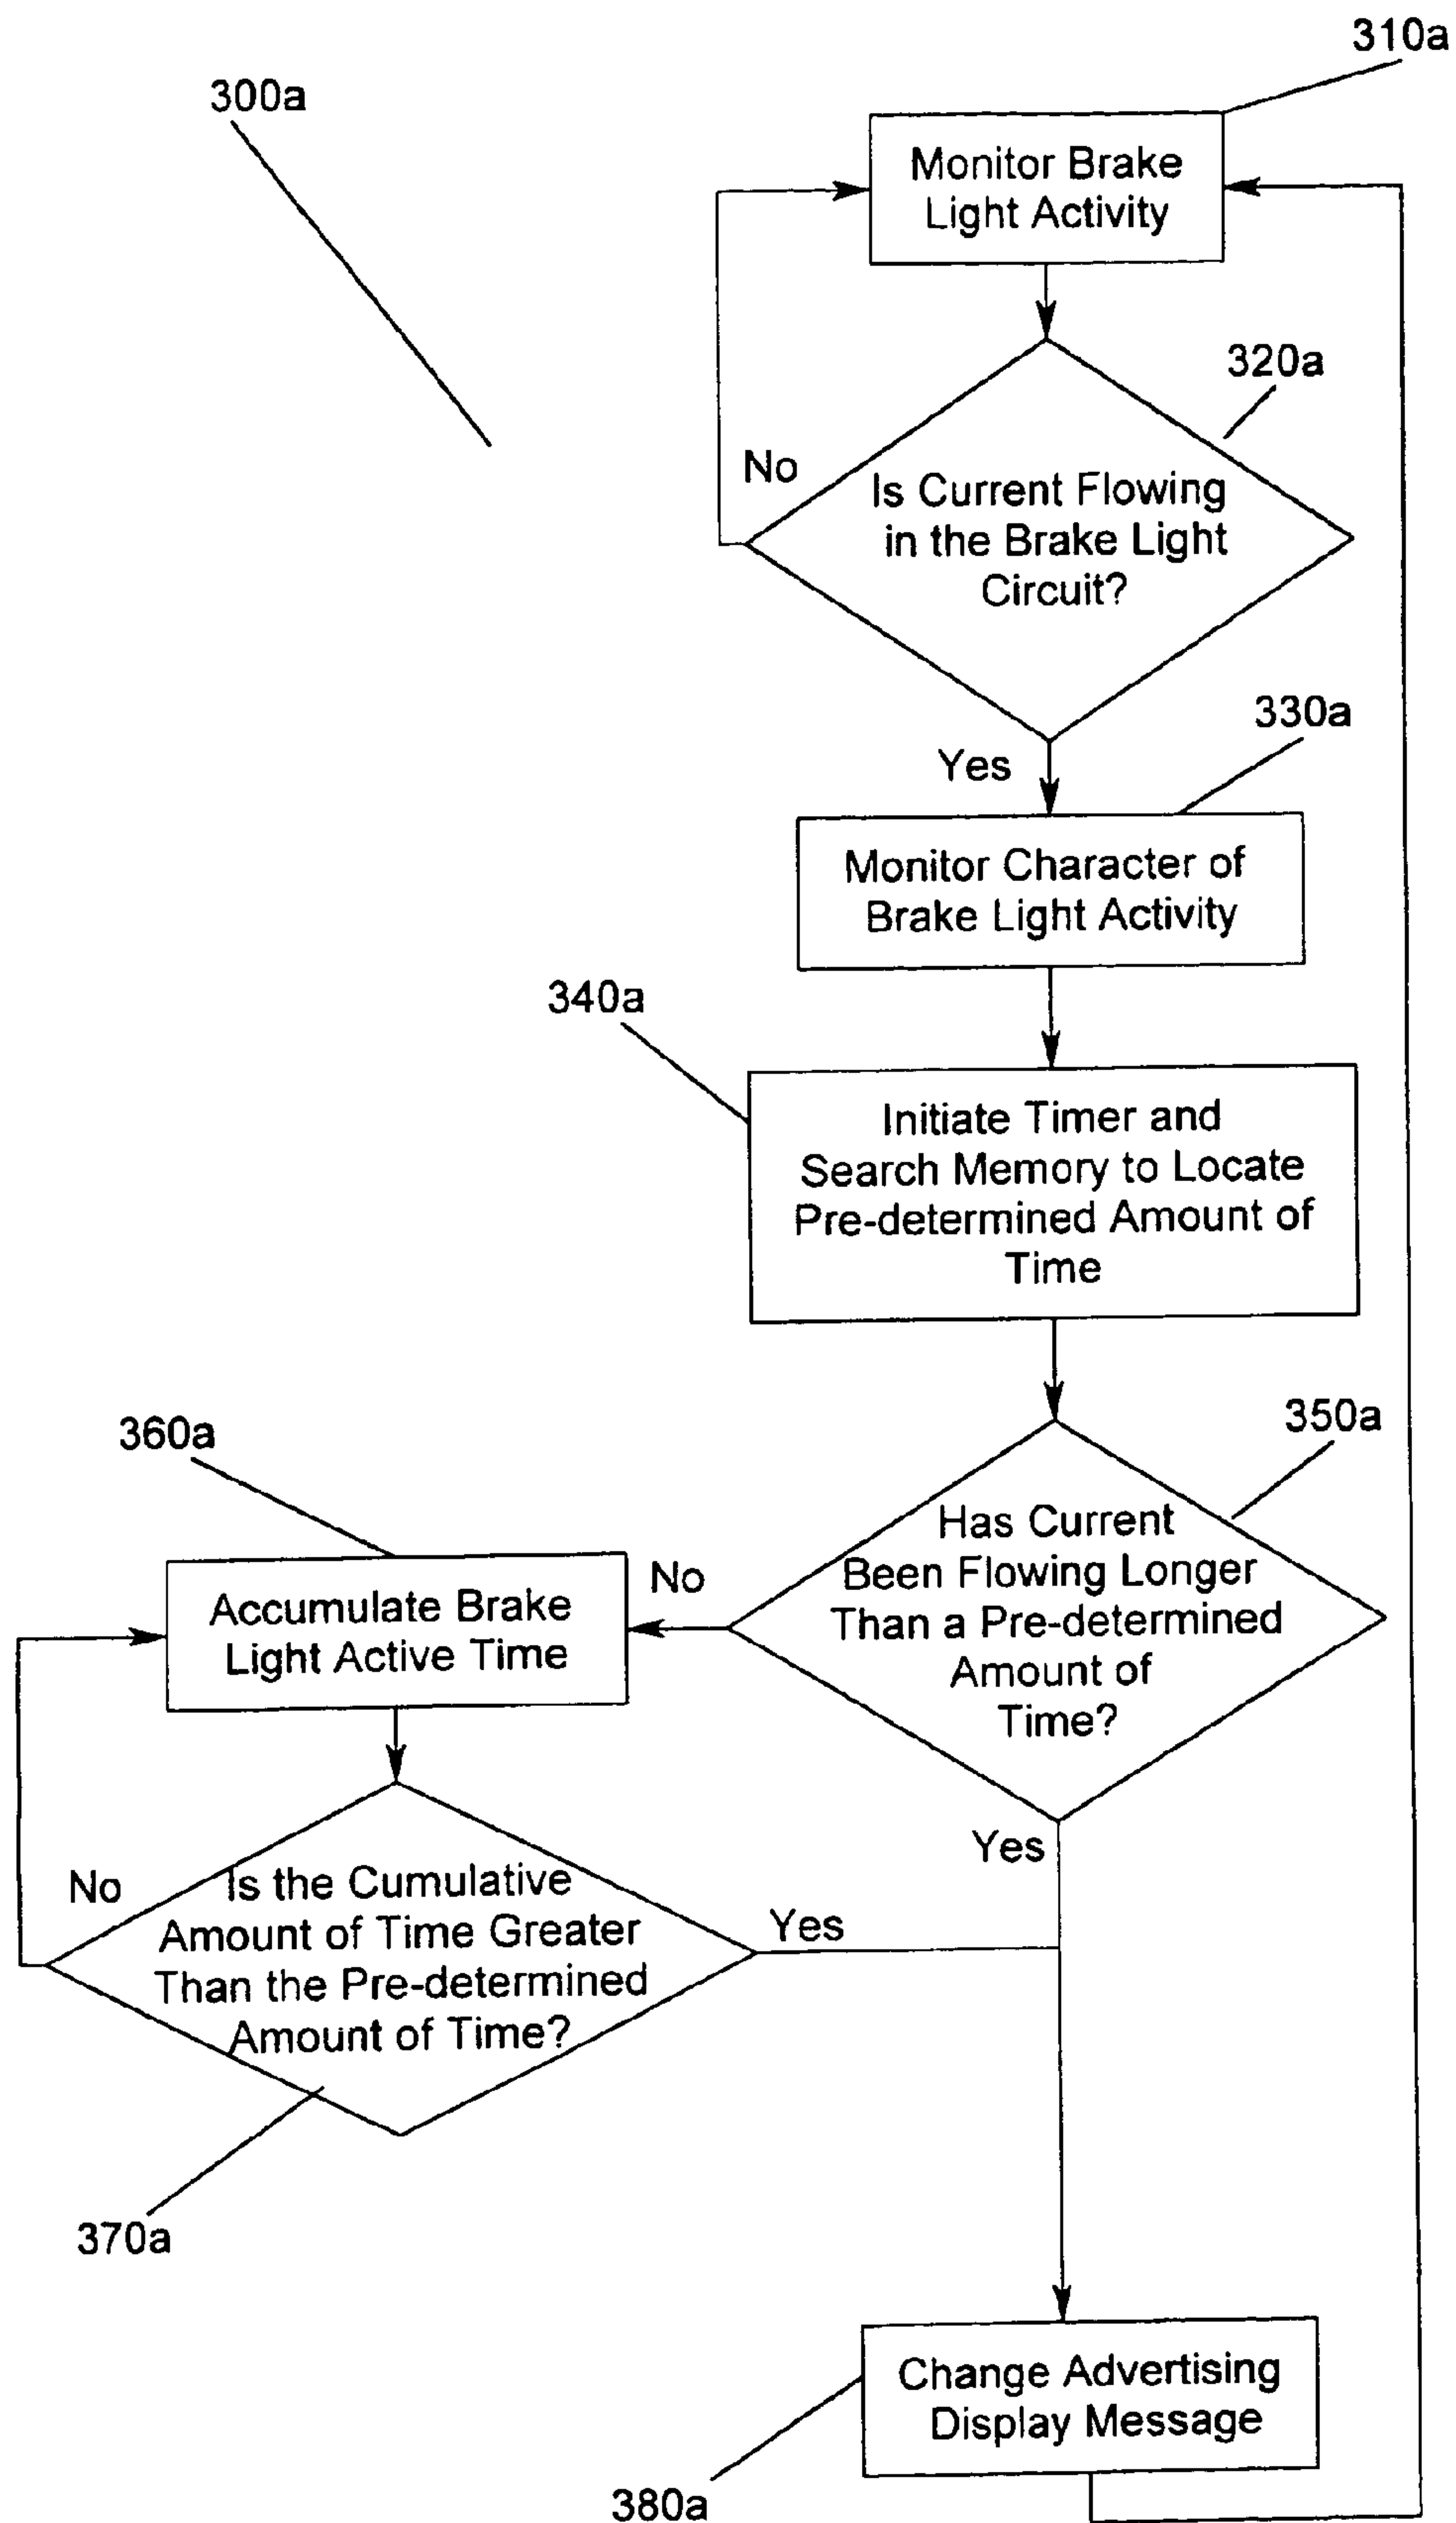 310a
300a
Monitor Brake
Light Activity
320a
No
Is Current Flowing
in the Brake Light
Circuit?
330a
Yes
Monitor Character of
Brake Light Activity
340a
Initiate Timer and
Search Memory to Locate
Pre-determined Amount of
Time
350a
360a
Has Current
Been Flowing Longer
Than a Pre-determined
Amount of
Time?
No
Accumulate Brake
Light Active Time
Yes
No
Is the Cumulative
Amount of Time Greater
Than the Pre-determined
Amount of Time?
Yes
370a
Change Advertising
Display Message
380a